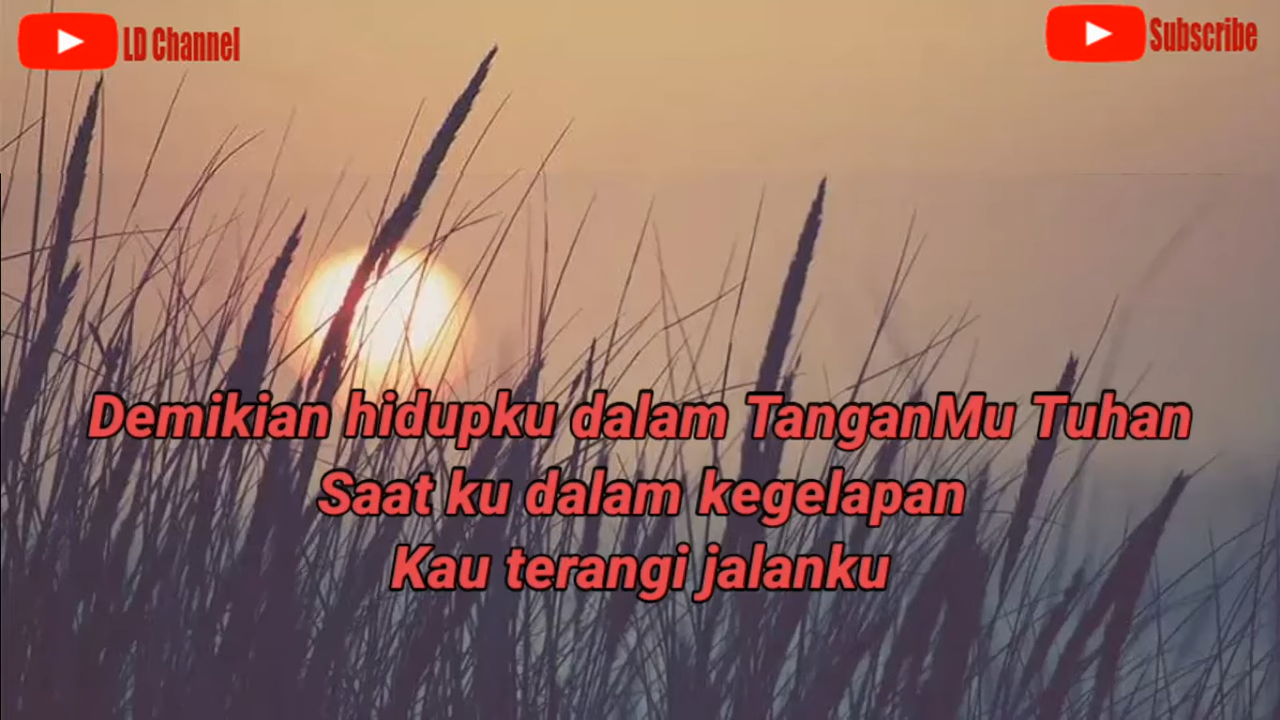 LD Channel
Subscribe
Demikian hidupku dalam TanganMu Tuhan
Saat ku dalam kegelapan
Kau terangi jalanku